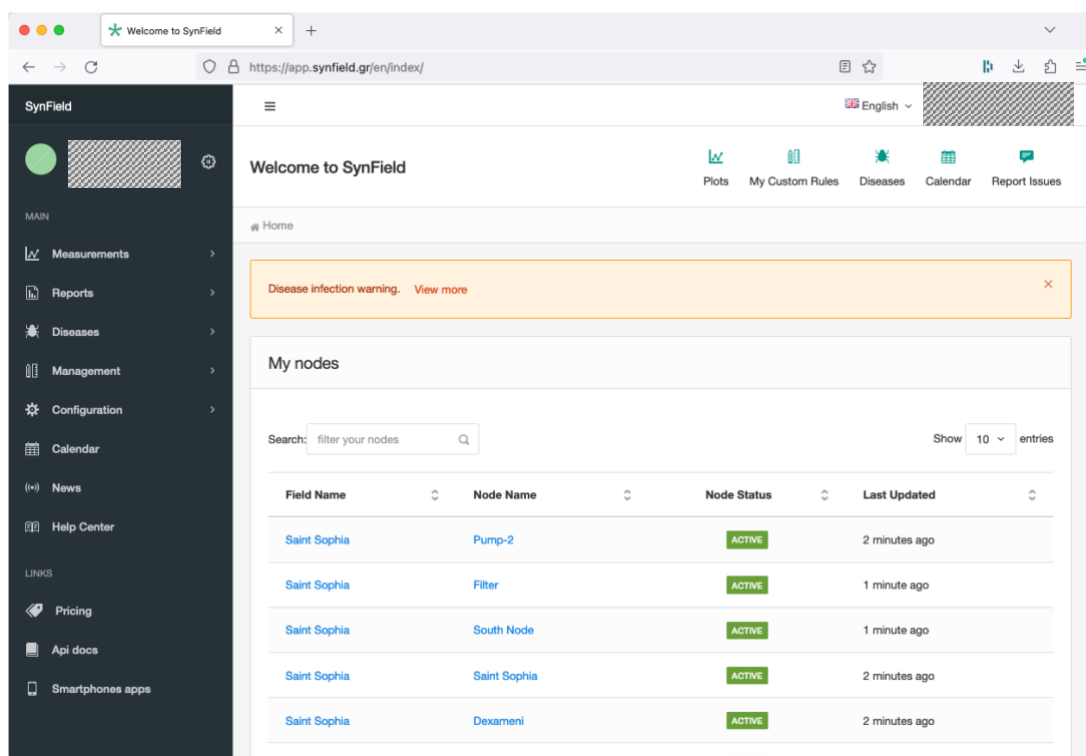 Welcome to SynField
https://app.synfield.gr/en/index/
SynField
English
Welcome to SynField
Plots
My Custom Rules
Diseases
Calendar
Report Issues
MAIN
Home
Measurements
Reports
Diseases
Management
Configuration
Calendar
News
Help Center
LINKS
Pricing
Api docs
Smartphones apps
Disease infection warning. View more
My nodes
Search: filter your nodes
Show 10 entries
Field Name Node Name Node Status Last Updated
Saint Sophia Pump-2 ACTIVE 2 minutes ago
Saint Sophia Filter ACTIVE 1 minute ago
Saint Sophia South Node ACTIVE 1 minute ago
Saint Sophia Saint Sophia ACTIVE 2 minutes ago
Saint Sophia Dexameni ACTIVE 2 minutes ago